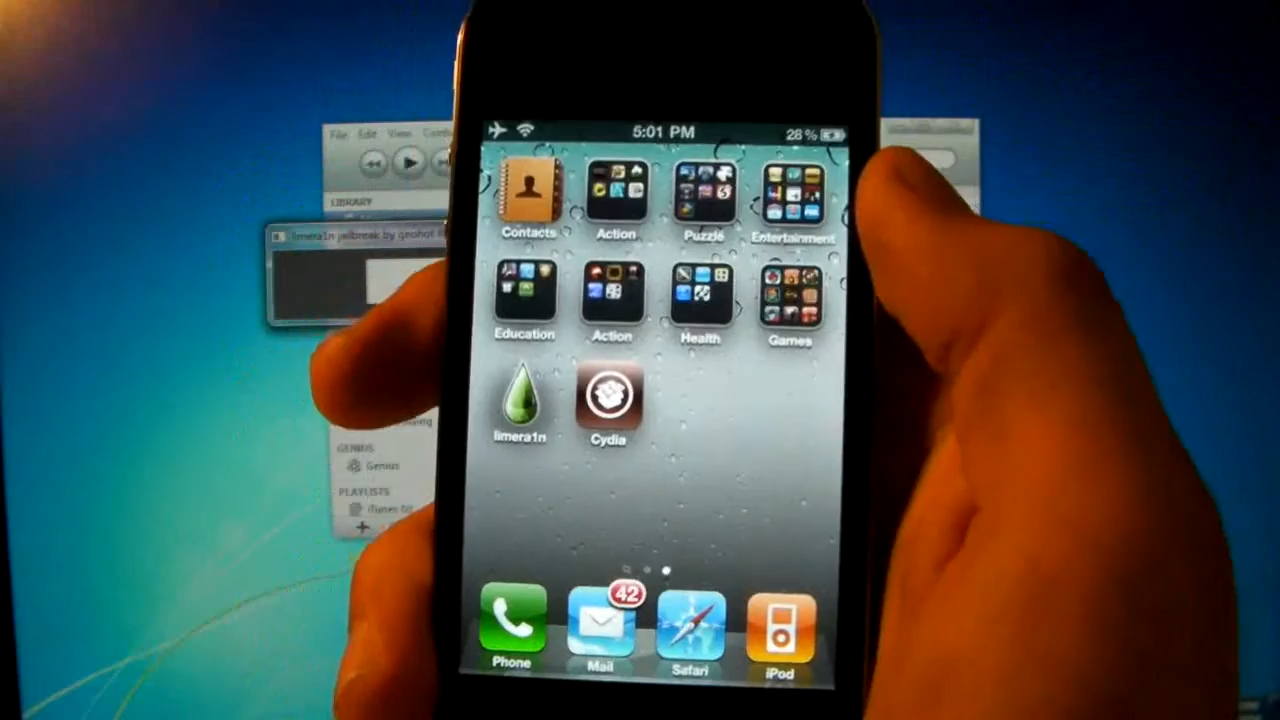 File Edit View
LIBRARY
limera1n jailbreak by geohot
GENIUS
Genius
PLAYLISTS
iTunes
5:01 PM
28%
Contacts
Action
Puzzle
Entertainment
Education
Action
Health
Games
limera1n
Cydia
42
Phone
Mail
Safari
iPod